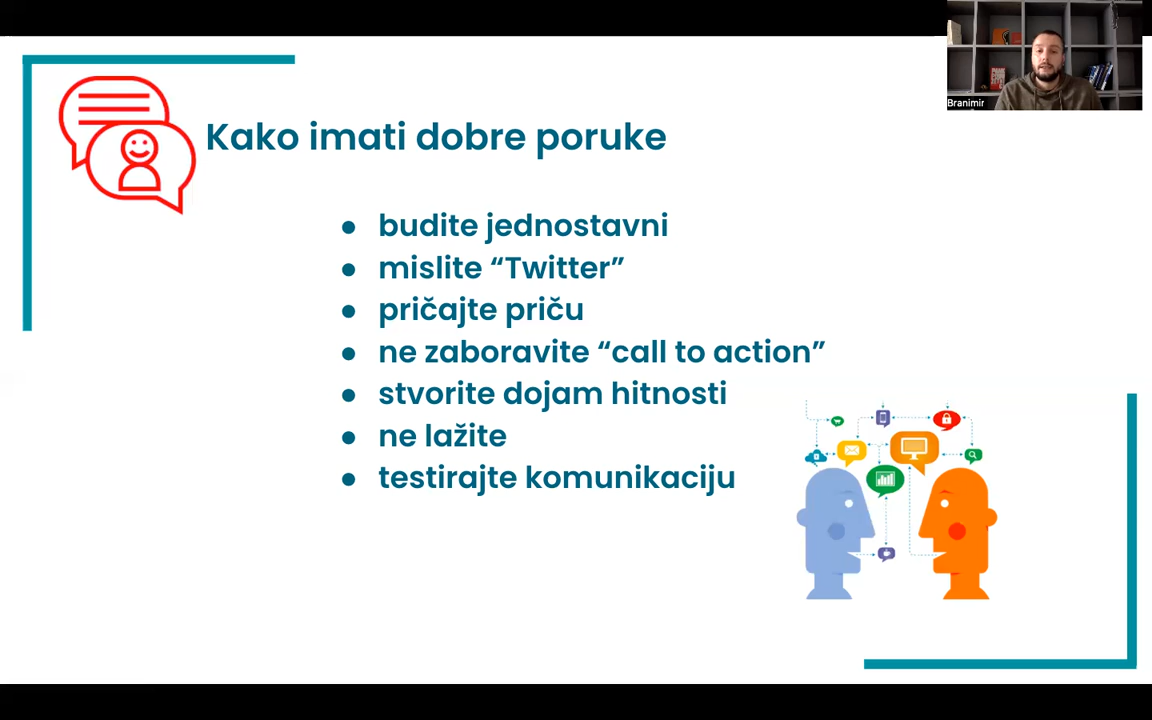 Branimir
Kako imati dobre poruke
● budite jednostavni
● mislite “Twitter”
● pričajte priču
● ne zaboravite “call to action”
● stvorite dojam hitnosti
● ne lažite
● testirajte komunikaciju